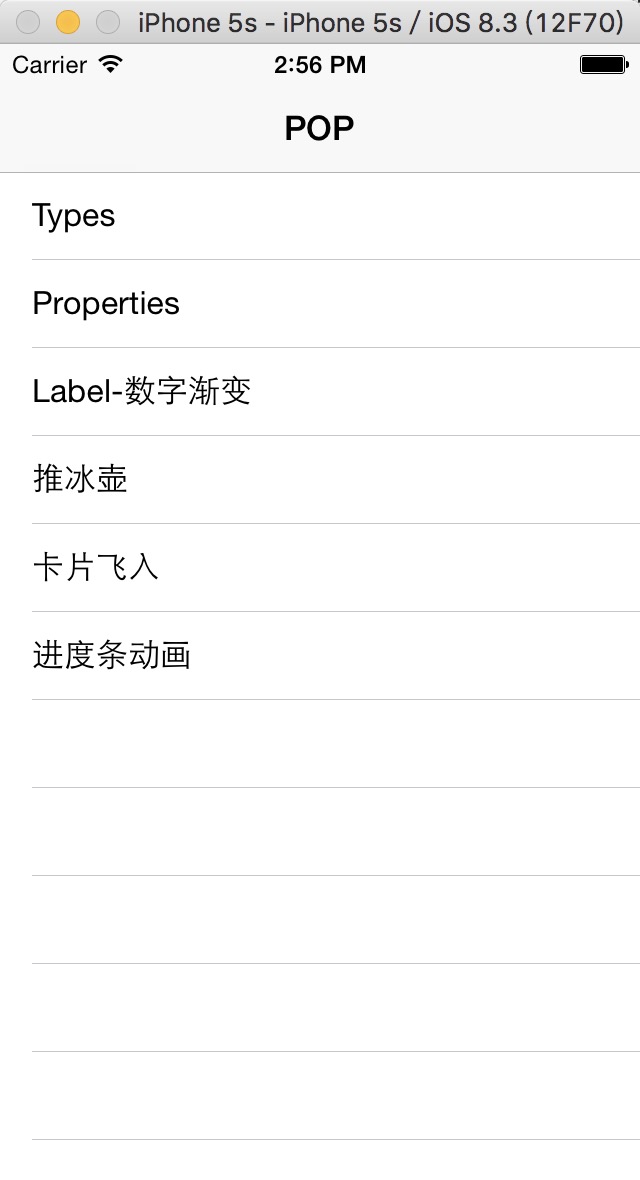 iPhone 5s - iPhone 5s / iOS 8.3 (12F70)
Carrier 2:56 PM
POP
Types
Properties
Label-数字渐变
推冰壶
卡片飞入
进度条动画